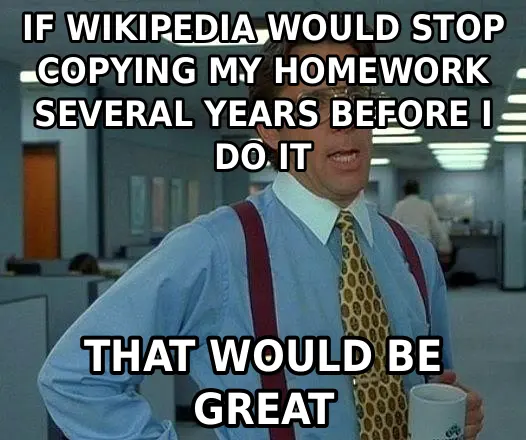 IF WIKIPEDIA WOULD STOP
COPYING MY HOMEWORK
SEVERAL YEARS BEFORE I
DO IT
THAT WOULD BE
GREAT